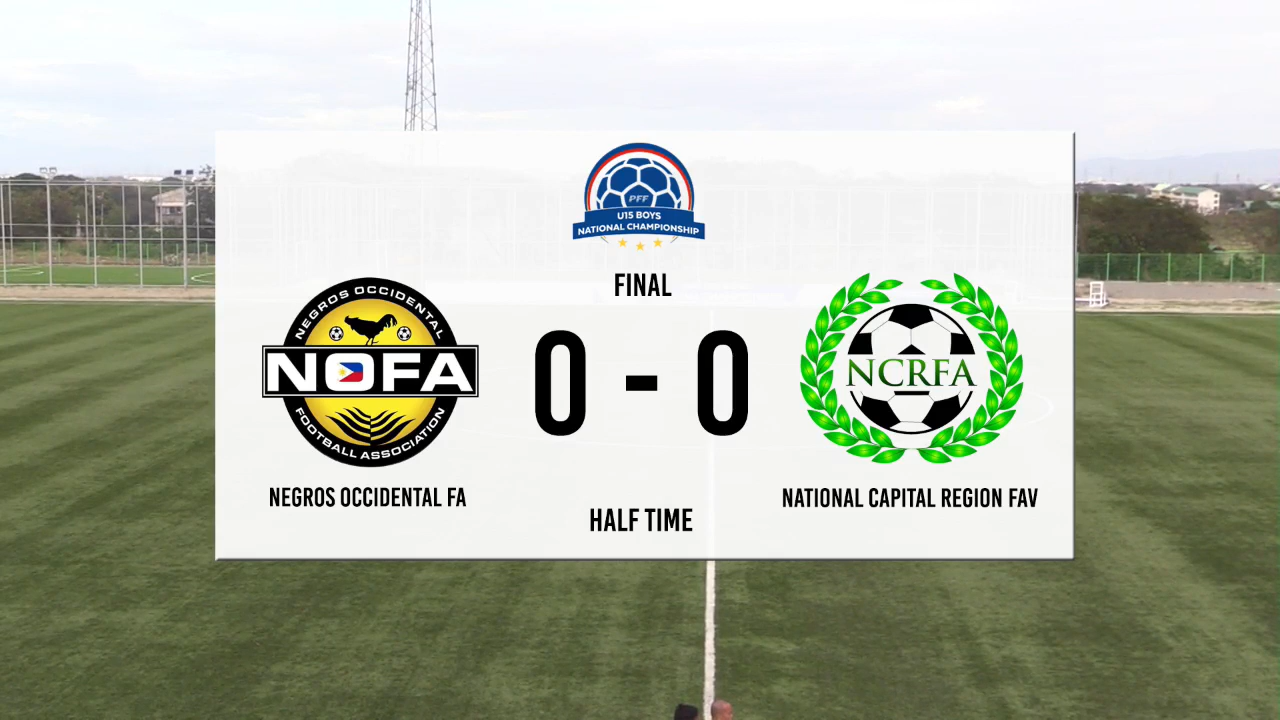 PFF
U15 BOYS
NATIONAL CHAMPIONSHIP
FINAL
NEGROS OCCIDENTAL
NOFA
FOOTBALL ASSOCIATION
0 - 0
NCRFA
NEGROS OCCIDENTAL FA
NATIONAL CAPITAL REGION FAV
HALF TIME